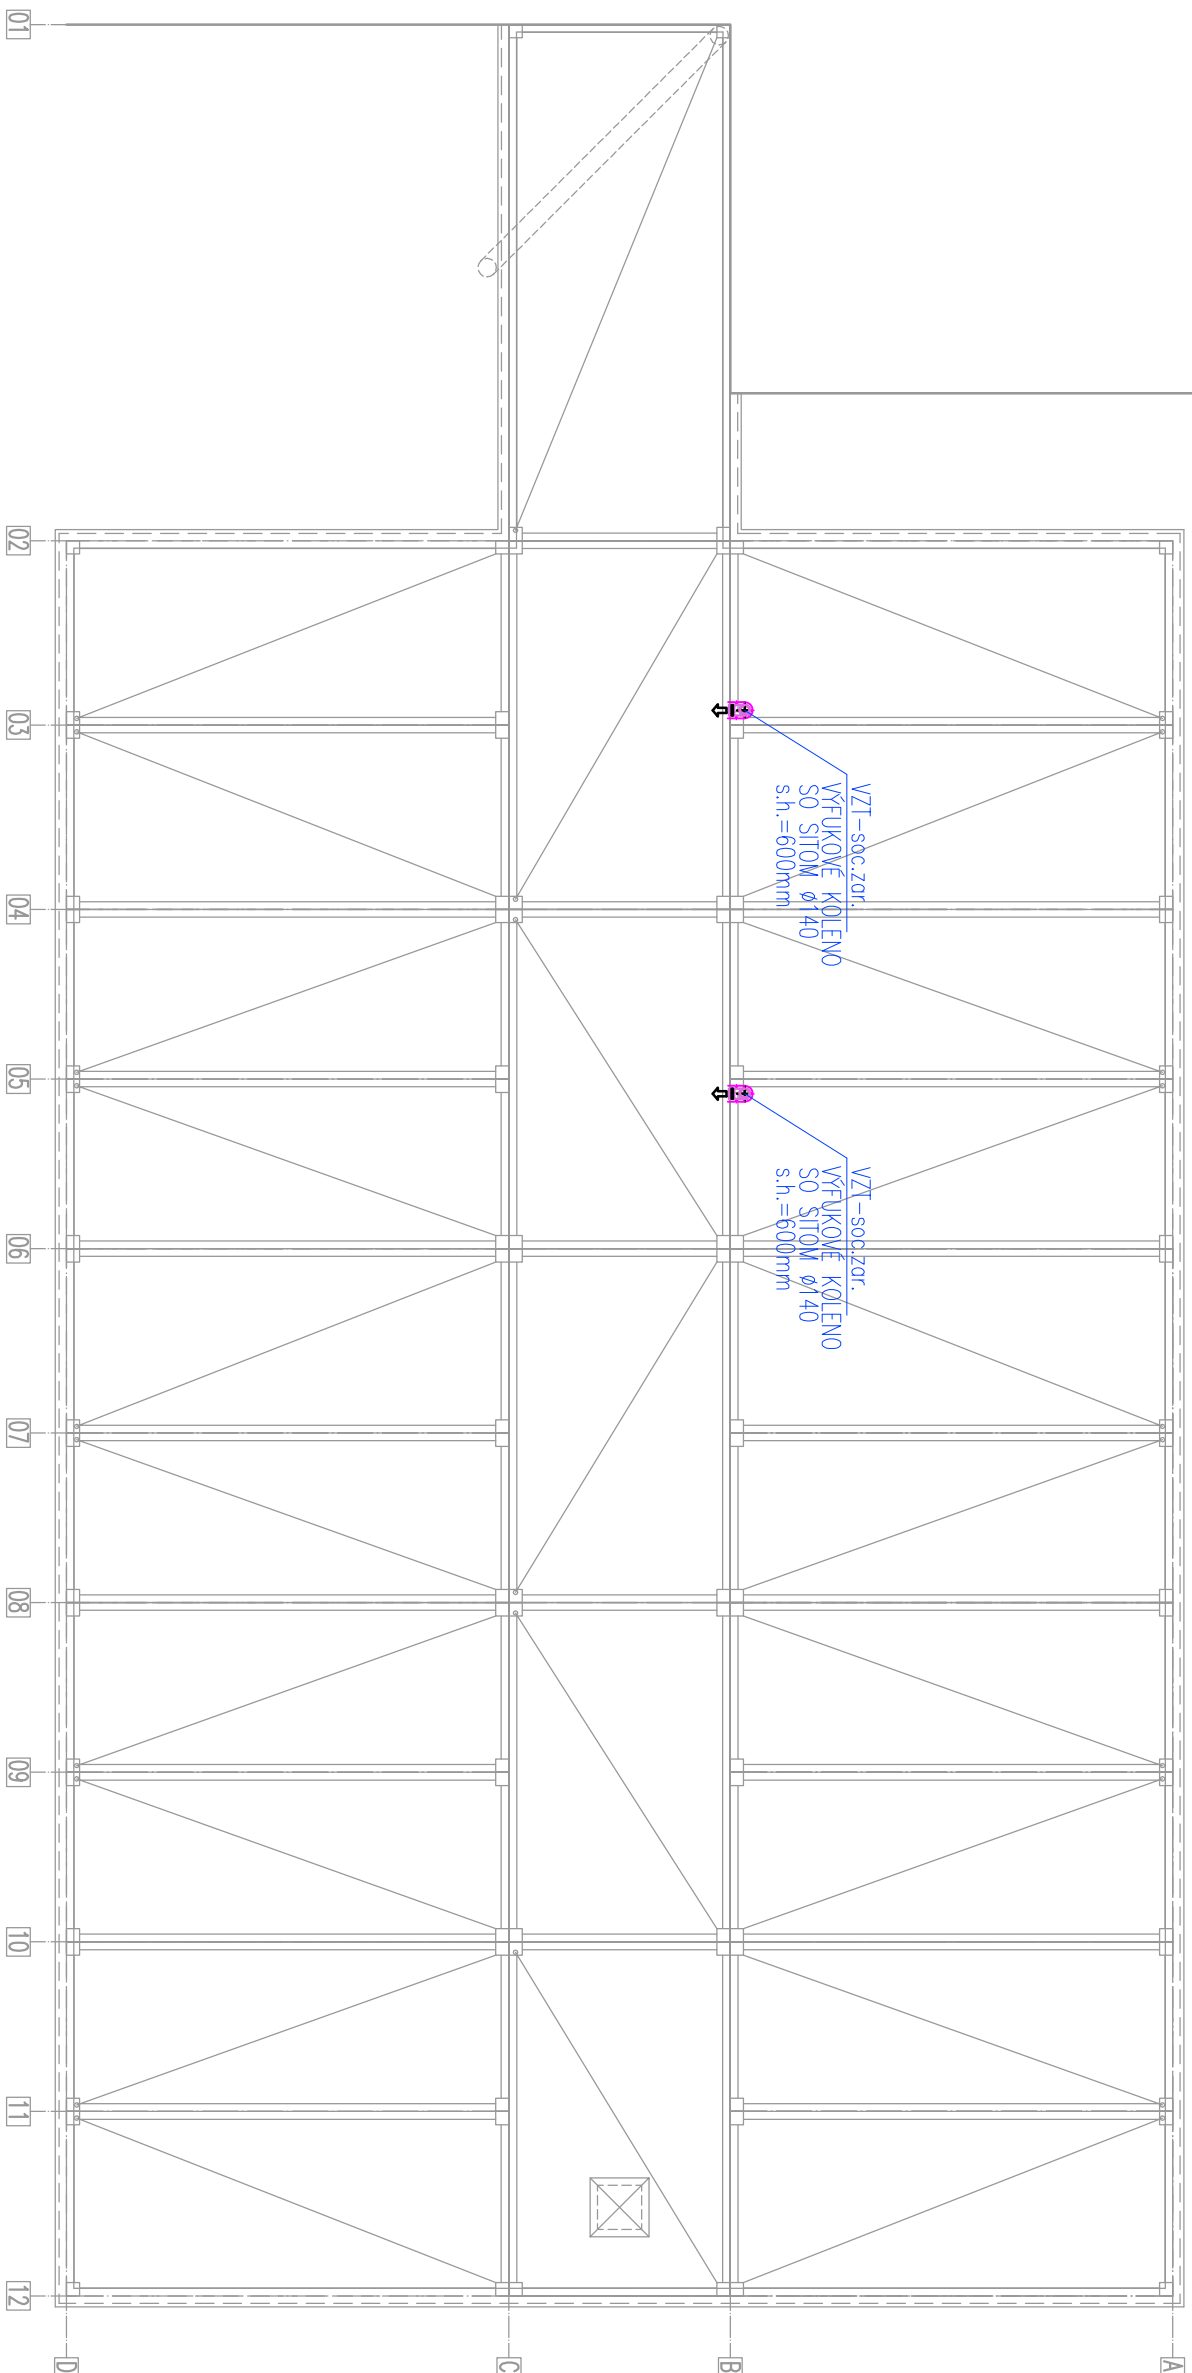 01
02
03
04
05
06
07
08
09
10
11
12
A
B
C
D
VZT-soc.zar.
VÝFUKOVÉ KOLENO
SO SITOM ø140
s.h.=600mm
VZT-soc.zar.
VÝFUKOVÉ KOLENO
SO SITOM ø140
s.h.=600mm